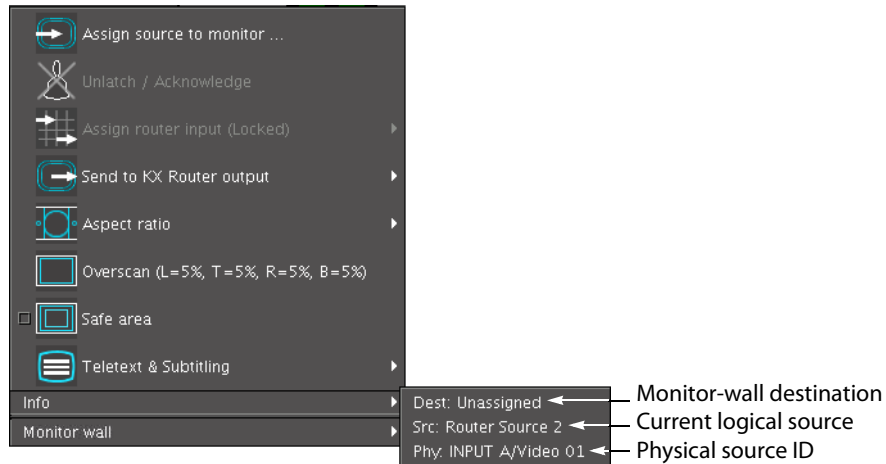 Assign source to monitor ...
Unlatch / Acknowledge
Assign router input (Locked)
Send to KX Router output
Aspect ratio
Overscan (L=5%, T=5%, R=5%, B=5%)
Safe area
Teletext & Subtitling
Info
Monitor wall
Dest: Unassigned
Src: Router Source 2
Phy: INPUT A/Video 01
Monitor-wall destination
Current logical source
Physical source ID